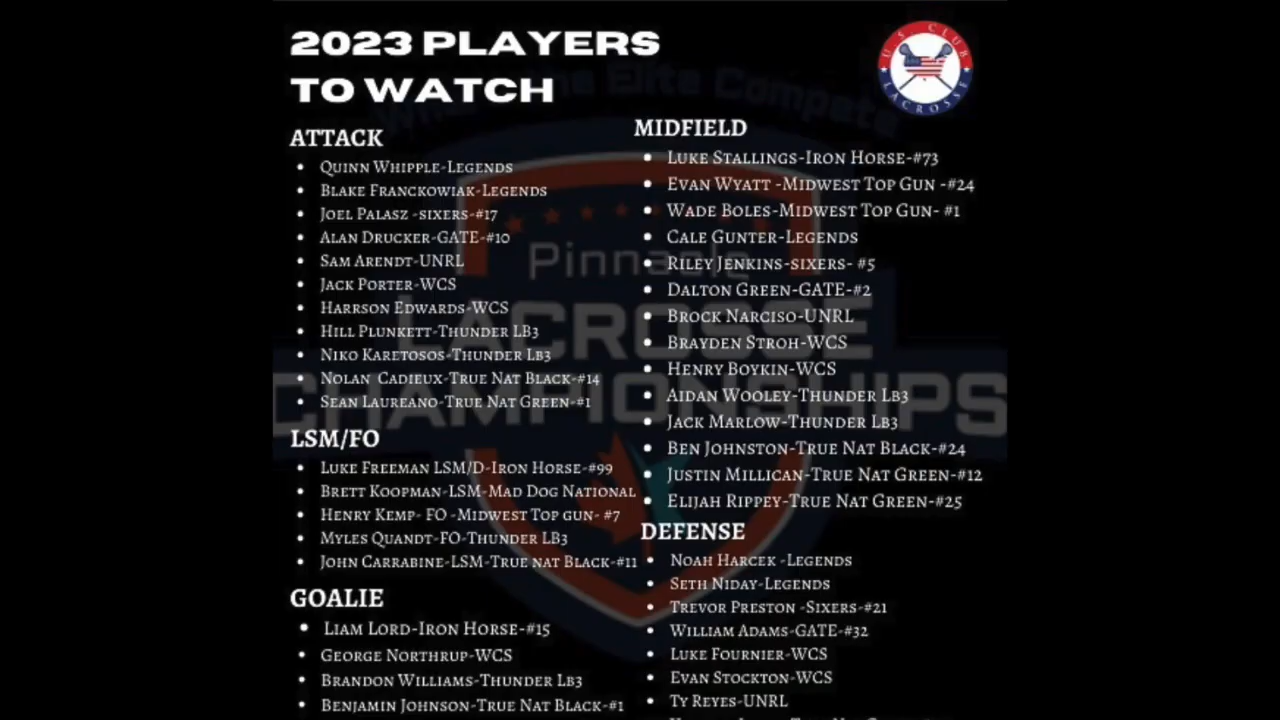 2023 PLAYERS
TO WATCH
U.S. CLUB
LACROSSE
Where The Elite Compete
Pinnacle
LACROSSE
CHAMPIONSHIPS
ATTACK
• Quinn Whipple-Legends
• Blake Franckowiak-Legends
• Joel Palasz -sixers-#17
• Alan Drucker-GATE-#10
• Sam Arendt-UNRL
• Jack Porter-WCS
• Harrson Edwards-WCS
• Hill Plunkett-Thunder LB3
• Niko Karetosos-Thunder Lb3
• Nolan Cadieux-True Nat Black-#14
• Sean Laureano-True Nat Green-#1
LSM/FO
• Luke Freeman LSM/D-Iron Horse-#99
• Brett Koopman-LSM-Mad Dog National
• Henry Kemp- FO -Midwest Top gun- #7
• Myles Quandt-FO-Thunder LB3
• John Carrabine-LSM-True nat Black-#11
GOALIE
• Liam Lord-Iron Horse-#15
• George Northrup-WCS
• Brandon Williams-Thunder Lb3
• Benjamin Johnson-True Nat Black-#1
MIDFIELD
• Luke Stallings-Iron Horse-#73
• Evan Wyatt -Midwest Top Gun -#24
• Wade Boles-Midwest Top Gun- #1
• Cale Gunter-Legends
• Riley Jenkins-sixers- #5
• Dalton Green-GATE-#2
• Brock Narciso-UNRL
• Brayden Stroh-WCS
• Henry Boykin-WCS
• Aidan Wooley-Thunder Lb3
• Jack Marlow-Thunder Lb3
• Ben Johnston-True Nat Black-#24
• Justin Millican-True Nat Green-#12
• Elijah Rippey-True Nat Green-#25
DEFENSE
• Noah Harcek -Legends
• Seth Niday-Legends
• Trevor Preston -Sixers-#21
• William Adams-GATE-#32
• Luke Fournier-WCS
• Evan Stockton-WCS
• Ty Reyes-UNRL